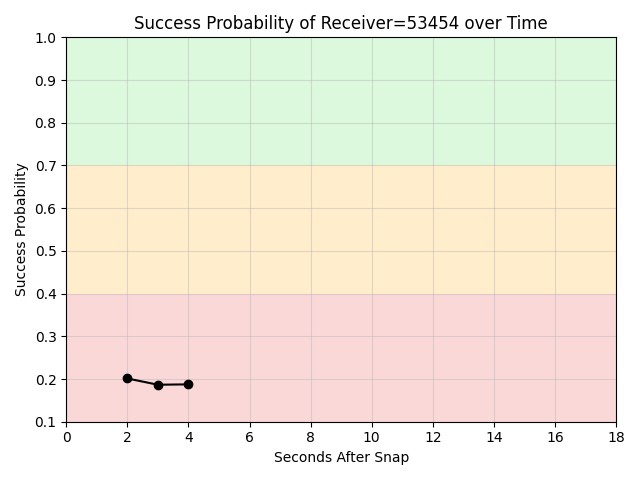 Success Probability of Receiver=53454 over Time
1.0
0.9
0.8
0.7
0.6
0.5
0.4
0.3
0.2
0.1
Success Probability
0 2 4 6 8 10 12 14 16 18
Seconds After Snap